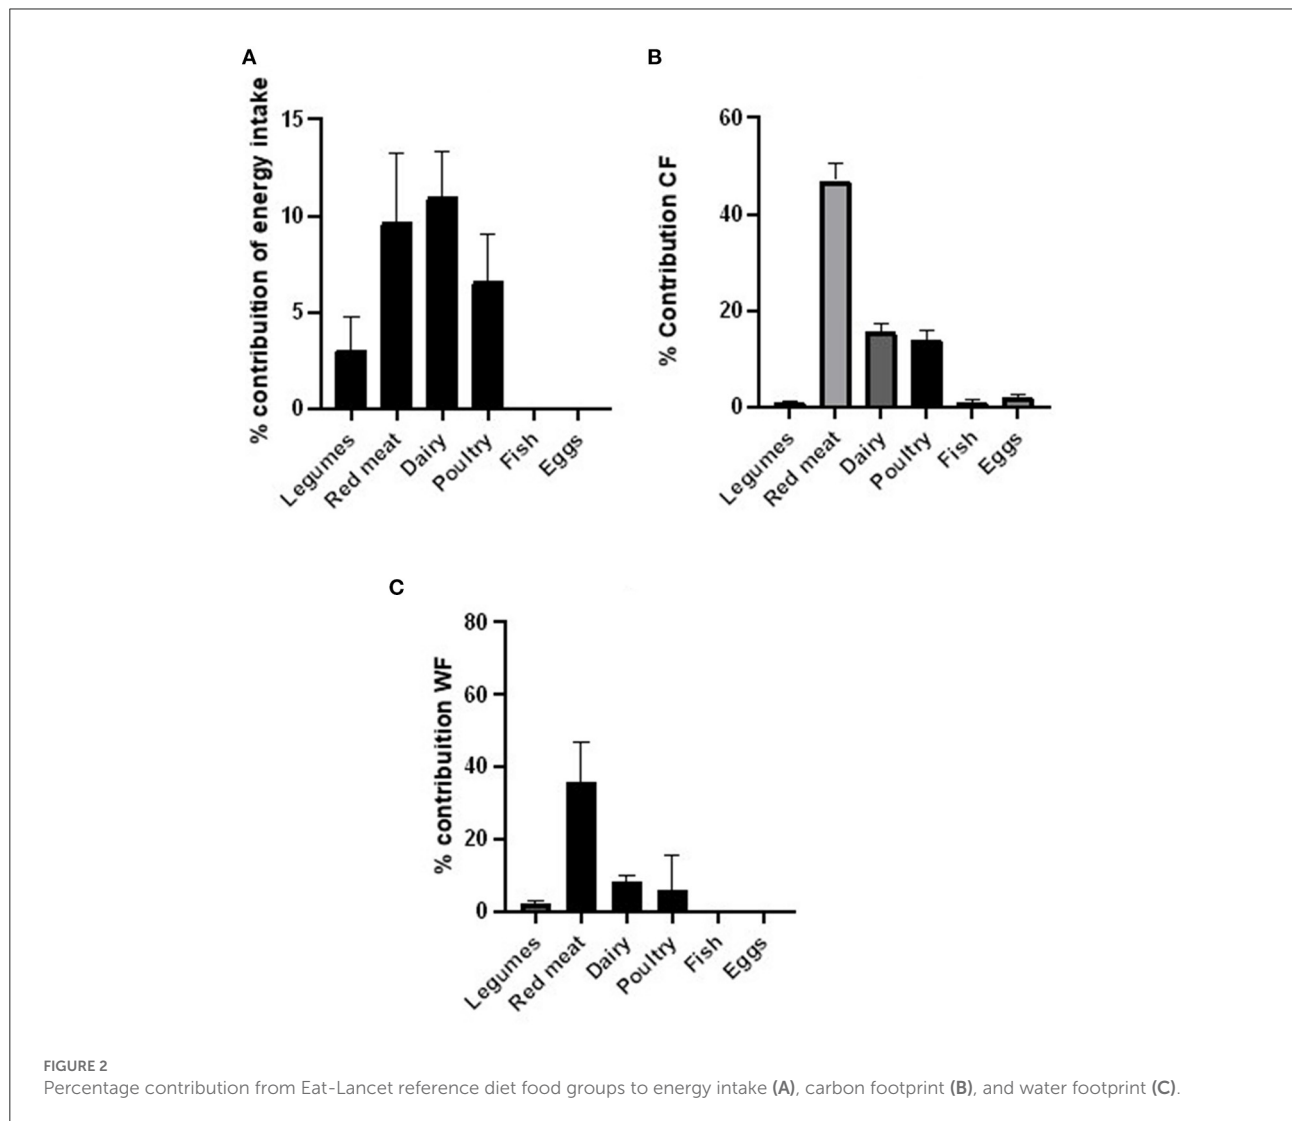 A
% contribuition of energy intake
15
10
5
0
Legumes
Red meat
Dairy
Poultry
Fish
Eggs
B
% Contribution CF
60
40
20
0
Legumes
Red meat
Dairy
Poultry
Fish
Eggs
C
% contribuition WF
80
60
40
20
0
Legumes
Red meat
Dairy
Poultry
Fish
Eggs
FIGURE 2
Percentage contribution from Eat-Lancet reference diet food groups to energy intake (A), carbon footprint (B), and water footprint (C).